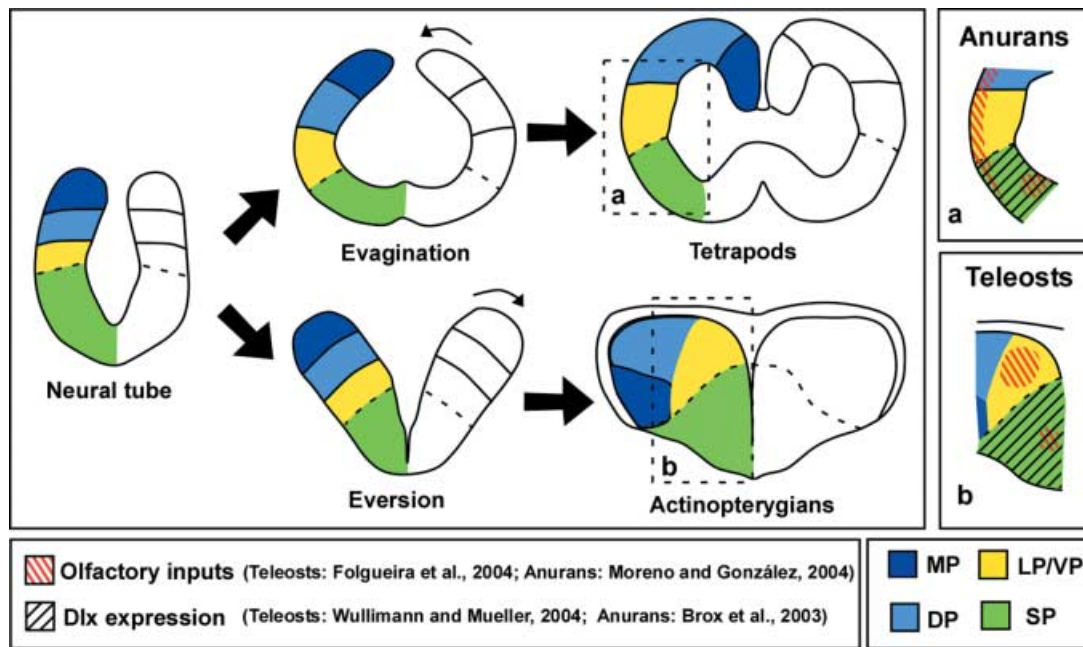 Neural tube
Evagination
Tetrapods
a
Eversion
Actinopterygians
b
Anurans
a
Teleosts
b
Olfactory inputs (Teleosts: Folgueira et al., 2004; Anurans: Moreno and González, 2004)
Dlx expression (Teleosts: Wullimann and Mueller, 2004; Anurans: Brox et al., 2003)
MP LP/VP
DP SP